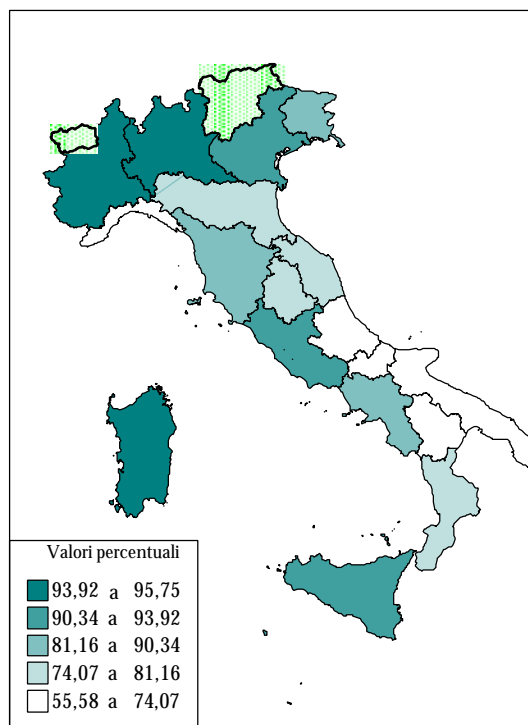 Valori percentuali
93,92 a 95,75
90,34 a 93,92
81,16 a 90,34
74,07 a 81,16
55,58 a 74,07